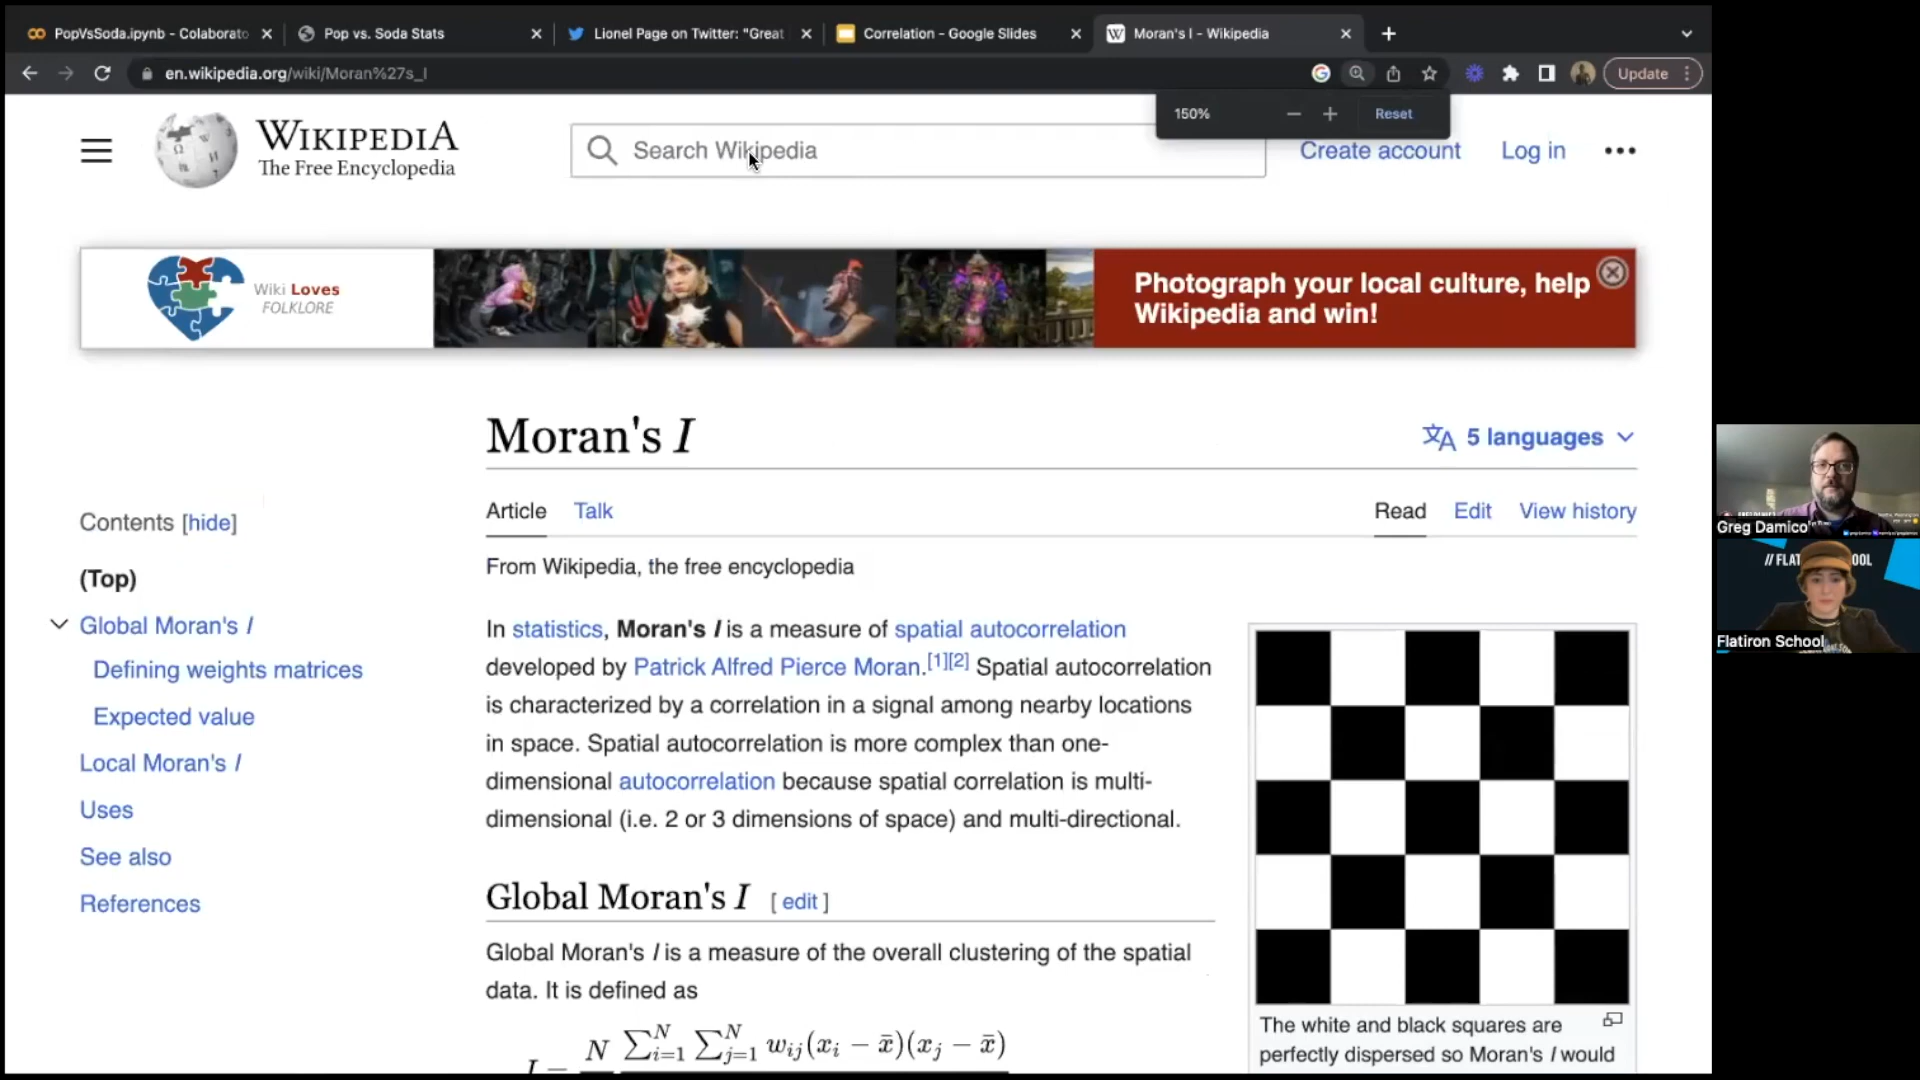 PopVsSoda.ipynb - Colaborato
Pop vs. Soda Stats
Lionel Page on Twitter: "Great
Correlation - Google Slides
Moran's I - Wikipedia
en.wikipedia.org/wiki/Moran%27s_I
Update
150%
Reset
WIKIPEDIA
The Free Encyclopedia
Search Wikipedia
Create account
Log in
Wiki Loves
FOLKLORE
Photograph your local culture, help
Wikipedia and win!
Moran's I
5 languages
Article
Talk
Read
Edit
View history
From Wikipedia, the free encyclopedia
Contents [hide]
(Top)
Global Moran's I
Defining weights matrices
Expected value
Local Moran's I
Uses
See also
References
In statistics, Moran's I is a measure of spatial autocorrelation
developed by Patrick Alfred Pierce Moran.[1][2] Spatial autocorrelation
is characterized by a correlation in a signal among nearby locations
in space. Spatial autocorrelation is more complex than one-
dimensional autocorrelation because spatial correlation is multi-
dimensional (i.e. 2 or 3 dimensions of space) and multi-directional.
Global Moran's I [ edit ]
Global Moran's I is a measure of the overall clustering of the spatial
data. It is defined as
I = N ∑_{i=1}^N ∑_{j=1}^N w_{ij}(x_i − x̄)(x_j − x̄)
The white and black squares are
perfectly dispersed so Moran's I would
Greg Damico
// FLAT OOL
Flatiron School